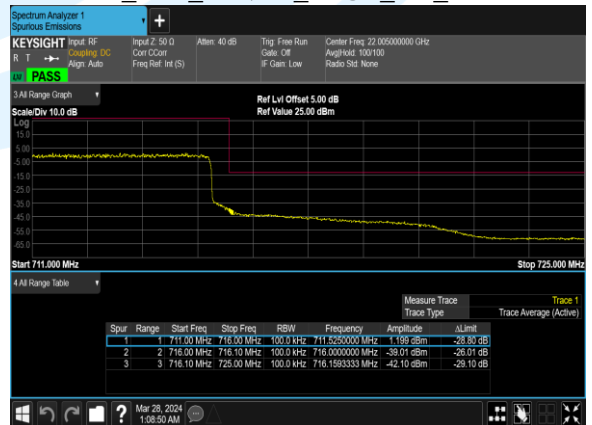 Spectrum Analyzer 1
Spurious Emissions
+
KEYSIGHT Input: RF Input Z: 50 Ω Atten: 40 dB Trig: Free Run Center Freq: 22.005000000 GHz
R T Coupling: DC Corr CCorr Gate: Off Avg|Hold: 100/100
Align: Auto Freq Ref: Int (S) IF Gain: Low Radio Std: None
PASS
3 All Range Graph
Ref Lvl Offset 5.00 dB
Scale/Div 10.0 dB Ref Value 25.00 dBm
Log
15.0
5.00
-5.00
-15.0
-25.0
-35.0
-45.0
-55.0
-65.0
Start 711.000 MHz Stop 725.000 MHz
4 All Range Table
Measure Trace Trace 1
Trace Type Trace Average (Active)
Spur Range Start Freq Stop Freq RBW Frequency Amplitude ΔLimit
1 1 711.00 MHz 716.00 MHz 100.0 kHz 711.5250000 MHz 1.199 dBm -28.80 dB
2 2 716.00 MHz 716.10 MHz 100.0 kHz 716.0000000 MHz -39.01 dBm -26.01 dB
3 3 716.10 MHz 725.00 MHz 100.0 kHz 716.1593333 MHz -42.10 dBm -29.10 dB
? Mar 28, 2024
1:08:50 AM